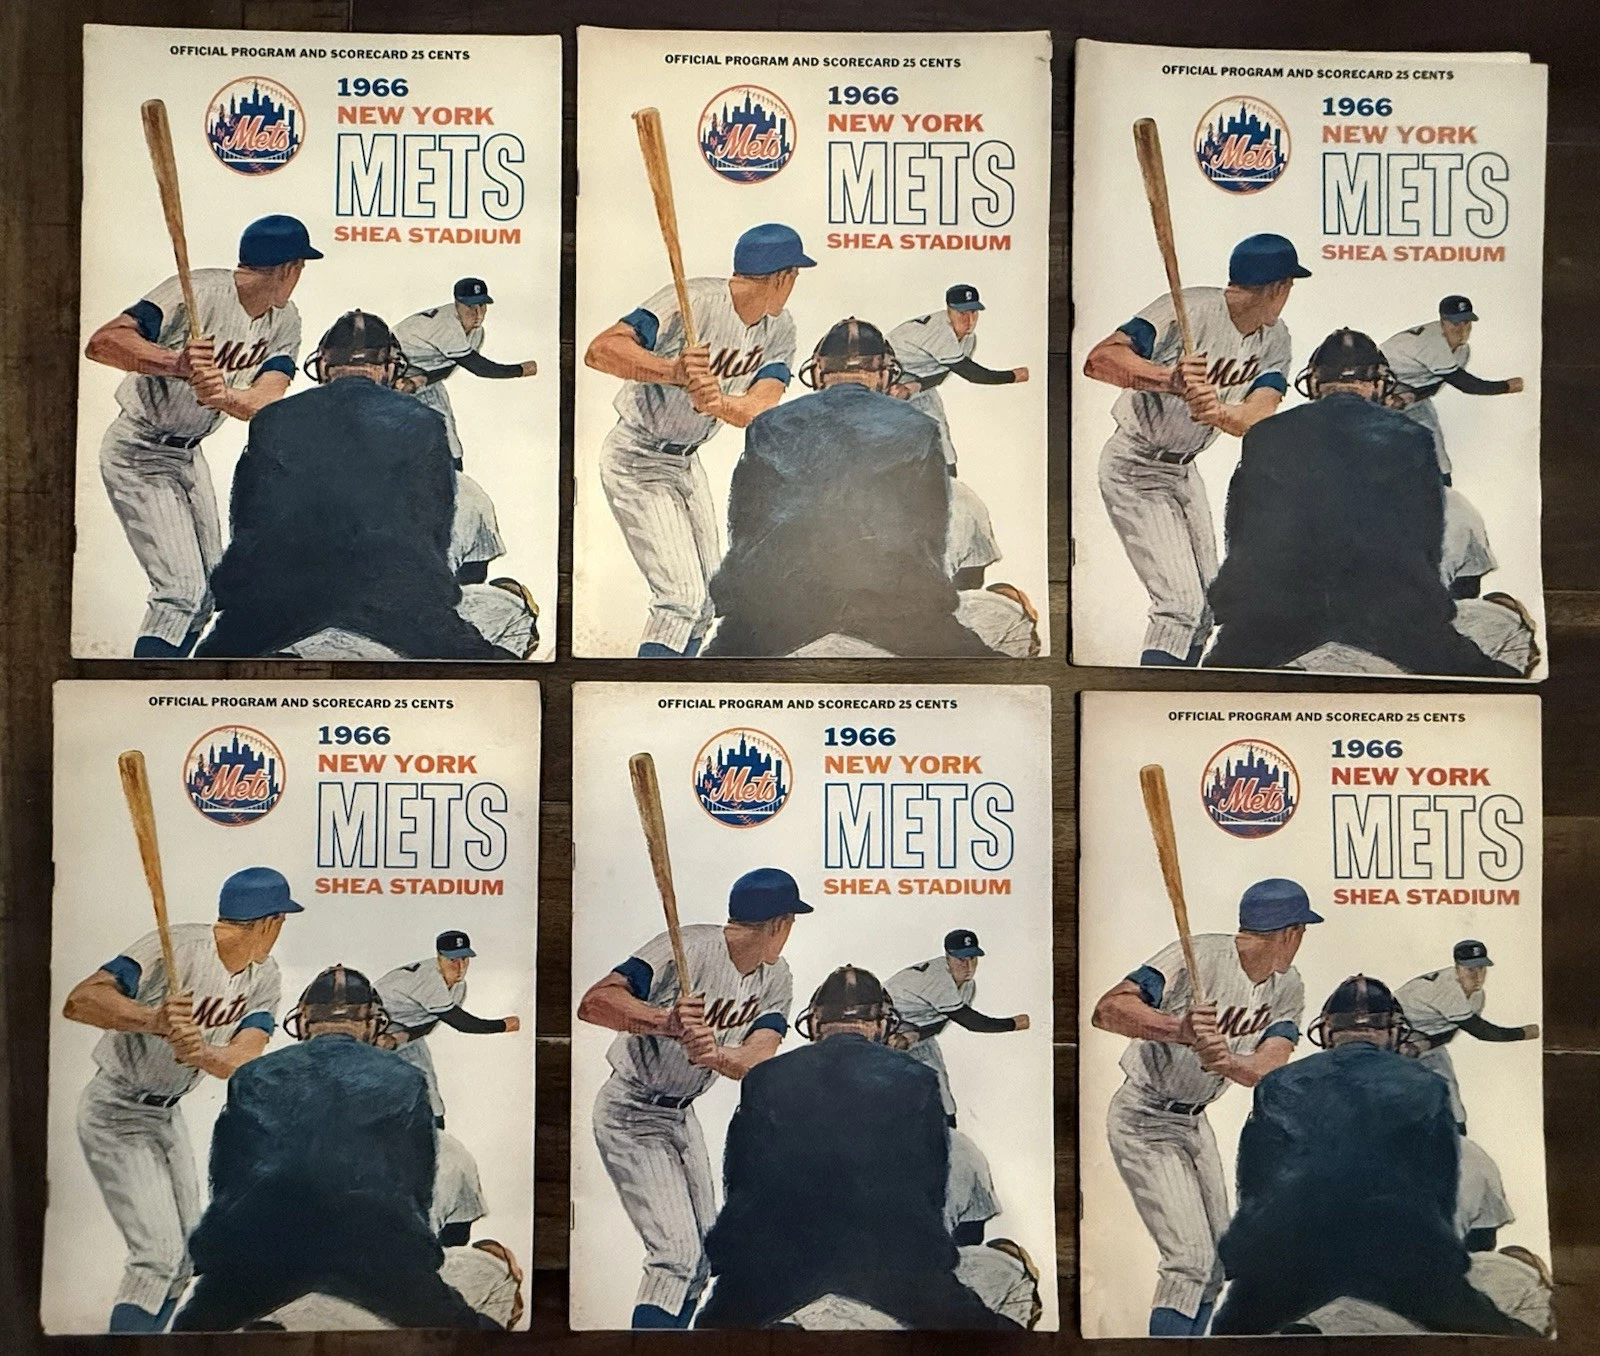 OFFICIAL PROGRAM AND SCORECARD 25 CENTS
Mets
1966
NEW YORK
METS
SHEA STADIUM
Mets
OFFICIAL PROGRAM AND SCORECARD 25 CENTS
Mets
1966
NEW YORK
METS
SHEA STADIUM
Mets
OFFICIAL PROGRAM AND SCORECARD 25 CENTS
Mets
1966
NEW YORK
METS
SHEA STADIUM
Mets
OFFICIAL PROGRAM AND SCORECARD 25 CENTS
Mets
1966
NEW YORK
METS
SHEA STADIUM
Mets
OFFICIAL PROGRAM AND SCORECARD 25 CENTS
Mets
1966
NEW YORK
METS
SHEA STADIUM
Mets
OFFICIAL PROGRAM AND SCORECARD 25 CENTS
Mets
1966
NEW YORK
METS
SHEA STADIUM
Mets